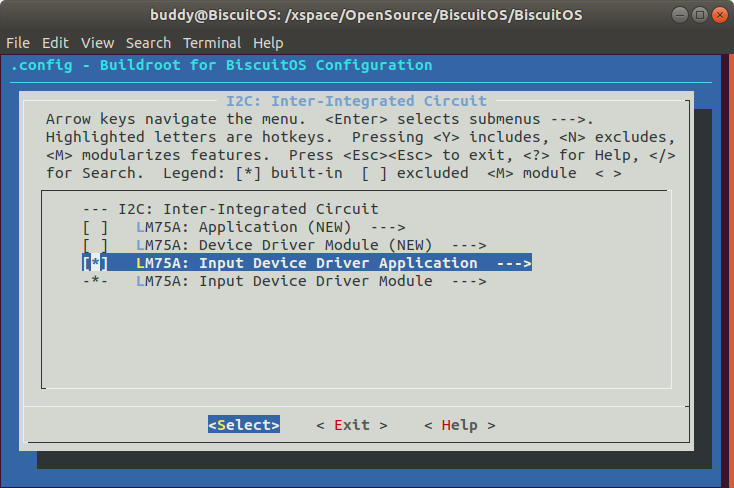 buddy@BiscuitOS: /xspace/OpenSource/BiscuitOS/BiscuitOS
File Edit View Search Terminal Help
.config - Buildroot for BiscuitOS Configuration
I2C: Inter-Integrated Circuit
Arrow keys navigate the menu. <Enter> selects submenus --->.
Highlighted letters are hotkeys. Pressing <Y> includes, <N> excludes,
<M> modularizes features. Press <Esc><Esc> to exit, <?> for Help, </>
for Search. Legend: [*] built-in [ ] excluded <M> module < >
--- I2C: Inter-Integrated Circuit
[ ] LM75A: Application (NEW) --->
[ ] LM75A: Device Driver Module (NEW) --->
[*] LM75A: Input Device Driver Application --->
-*- LM75A: Input Device Driver Module --->
<Select> < Exit > < Help >